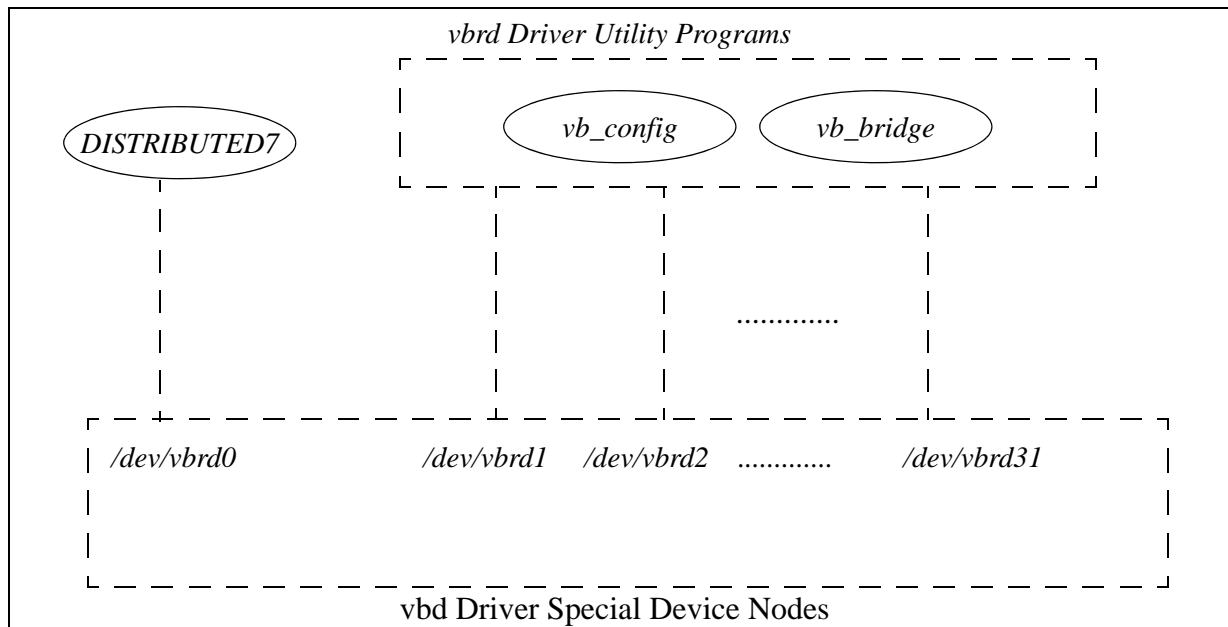 vbrd Driver Utility Programs
DISTRIBUTED7
vb_config
vb_bridge
.............
/dev/vbrd0
/dev/vbrd1
/dev/vbrd2
.............
/dev/vbrd31
vbd Driver Special Device Nodes